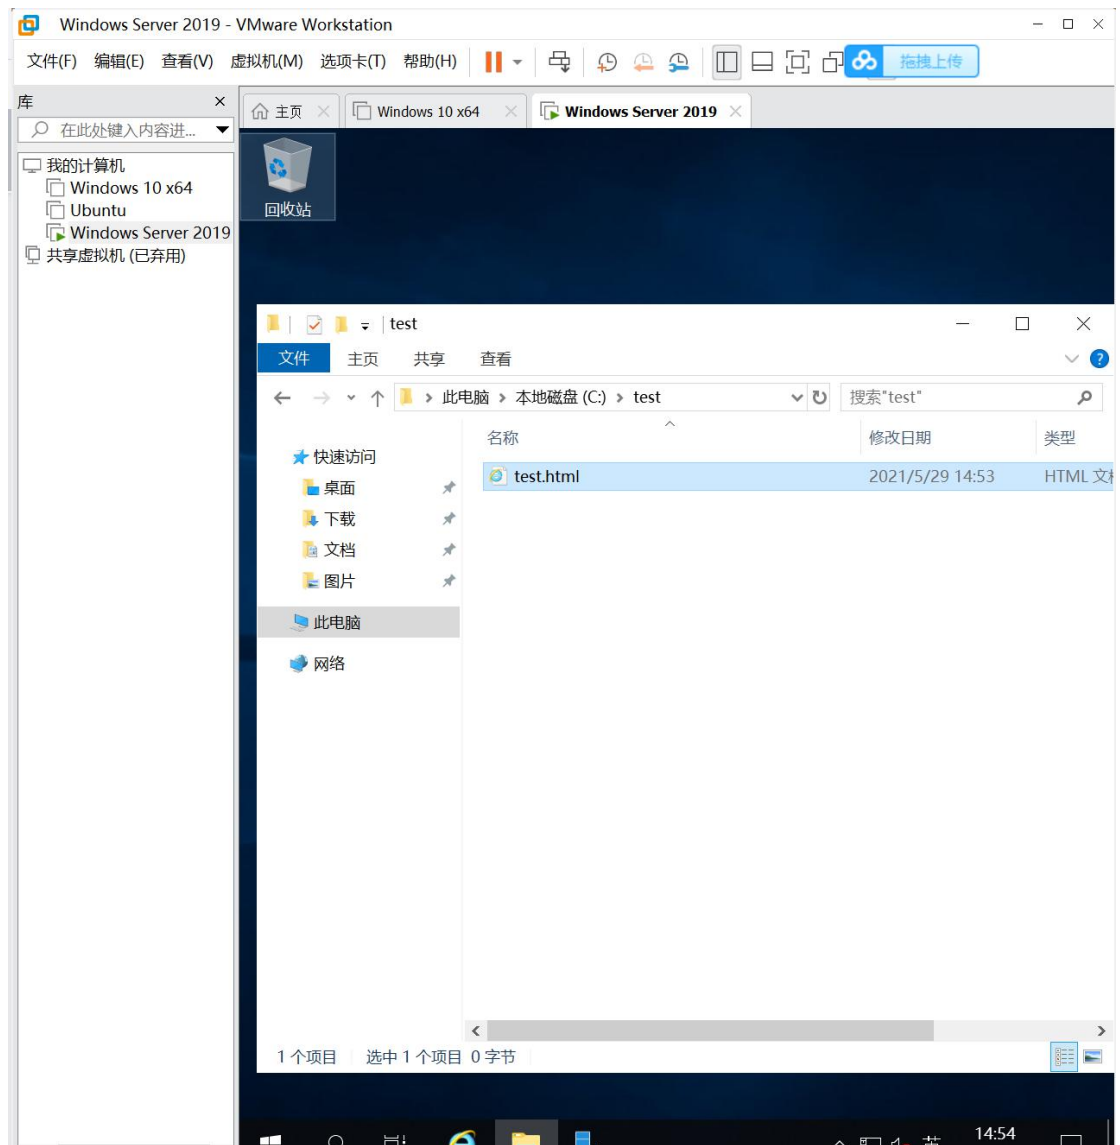 Windows Server 2019 - VMware Workstation
文件(F) 编辑(E) 查看(V) 虚拟机(M) 选项卡(T) 帮助(H) 拖拽上传
库
在此处键入内容进...
我的计算机
Windows 10 x64
Ubuntu
Windows Server 2019
共享虚拟机 (已弃用)
主页 Windows 10 x64 Windows Server 2019
回收站
test
文件 主页 共享 查看
此电脑 本地磁盘 (C:) test 搜索"test"
名称 修改日期 类型
test.html 2021/5/29 14:53 HTML 文
快速访问
桌面
下载
文档
图片
此电脑
网络
1 个项目 选中 1 个项目 0 字节
14:54
英